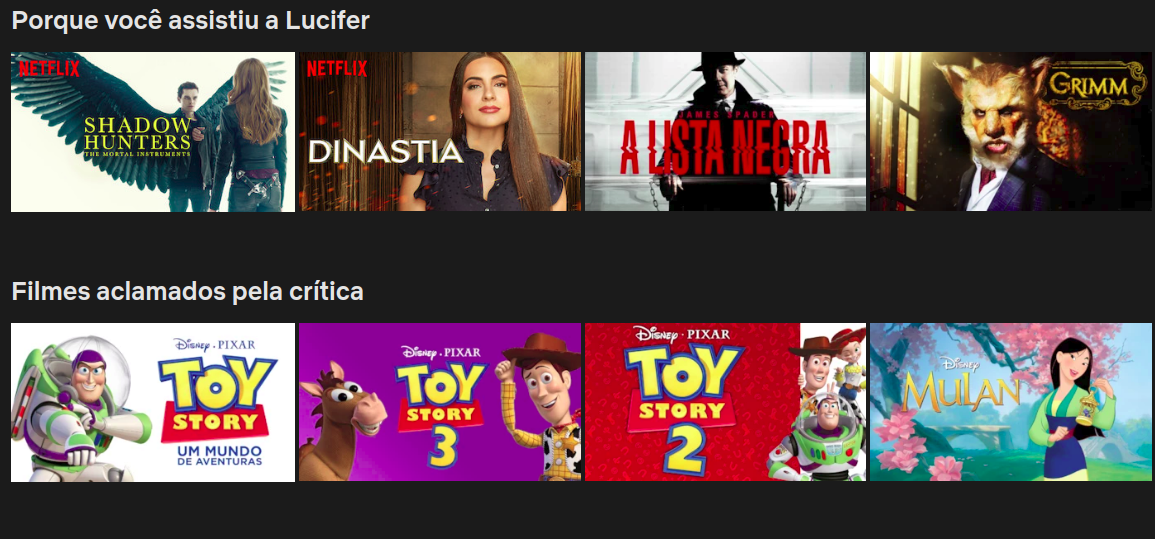 Porque você assistiu a Lucifer
NETFLIX
SHADOW
HUNTERS
THE MORTAL INSTRUMENTS
NETFLIX
DINASTIA
JAMES SPADER
A LISTA NEGRA
GRIMM
Filmes aclamados pela crítica
Disney · PIXAR
TOY
STORY
UM MUNDO
DE AVENTURAS
Disney · PIXAR
TOY
STORY
3
Disney · PIXAR
TOY
STORY
2
Disney
MULAN